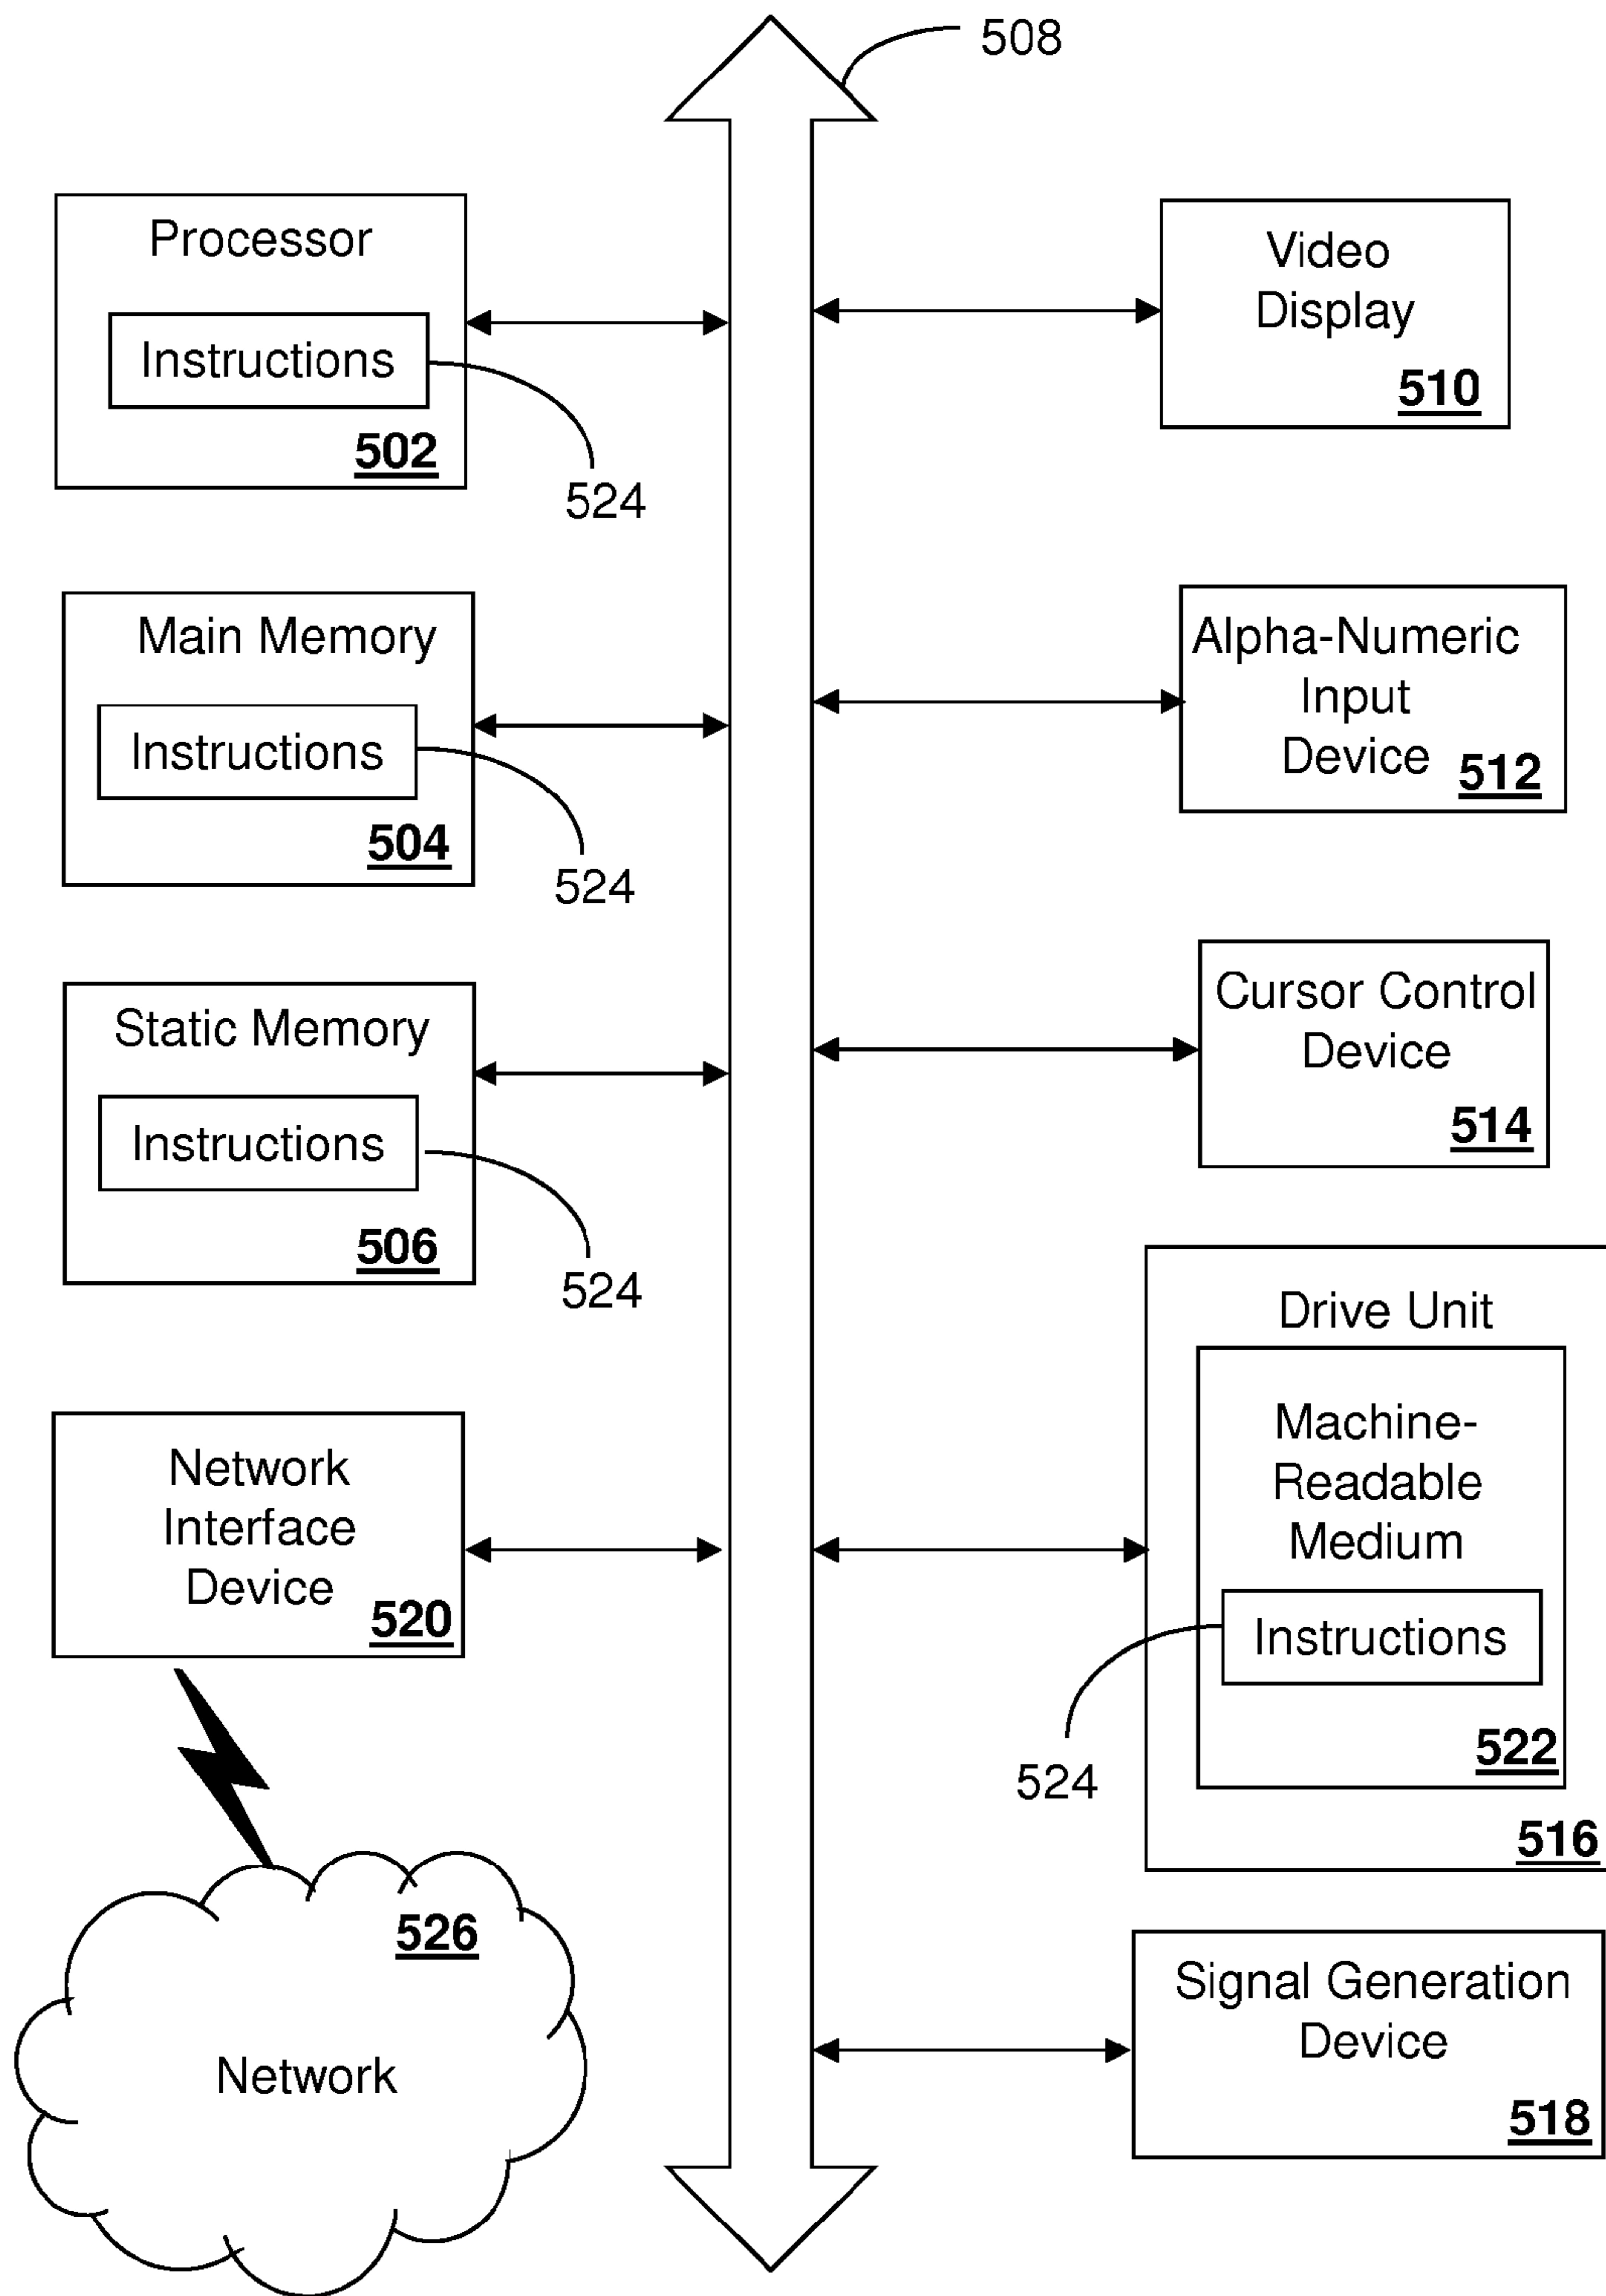 508
Processor
Instructions
502
524
Main Memory
Instructions
504
524
Static Memory
Instructions
506
524
Network
Interface
Device
520
526
Network
Video
Display
510
Alpha-Numeric
Input
Device
512
Cursor Control
Device
514
Drive Unit
Machine-
Readable
Medium
Instructions
522
524
516
Signal Generation
Device
518